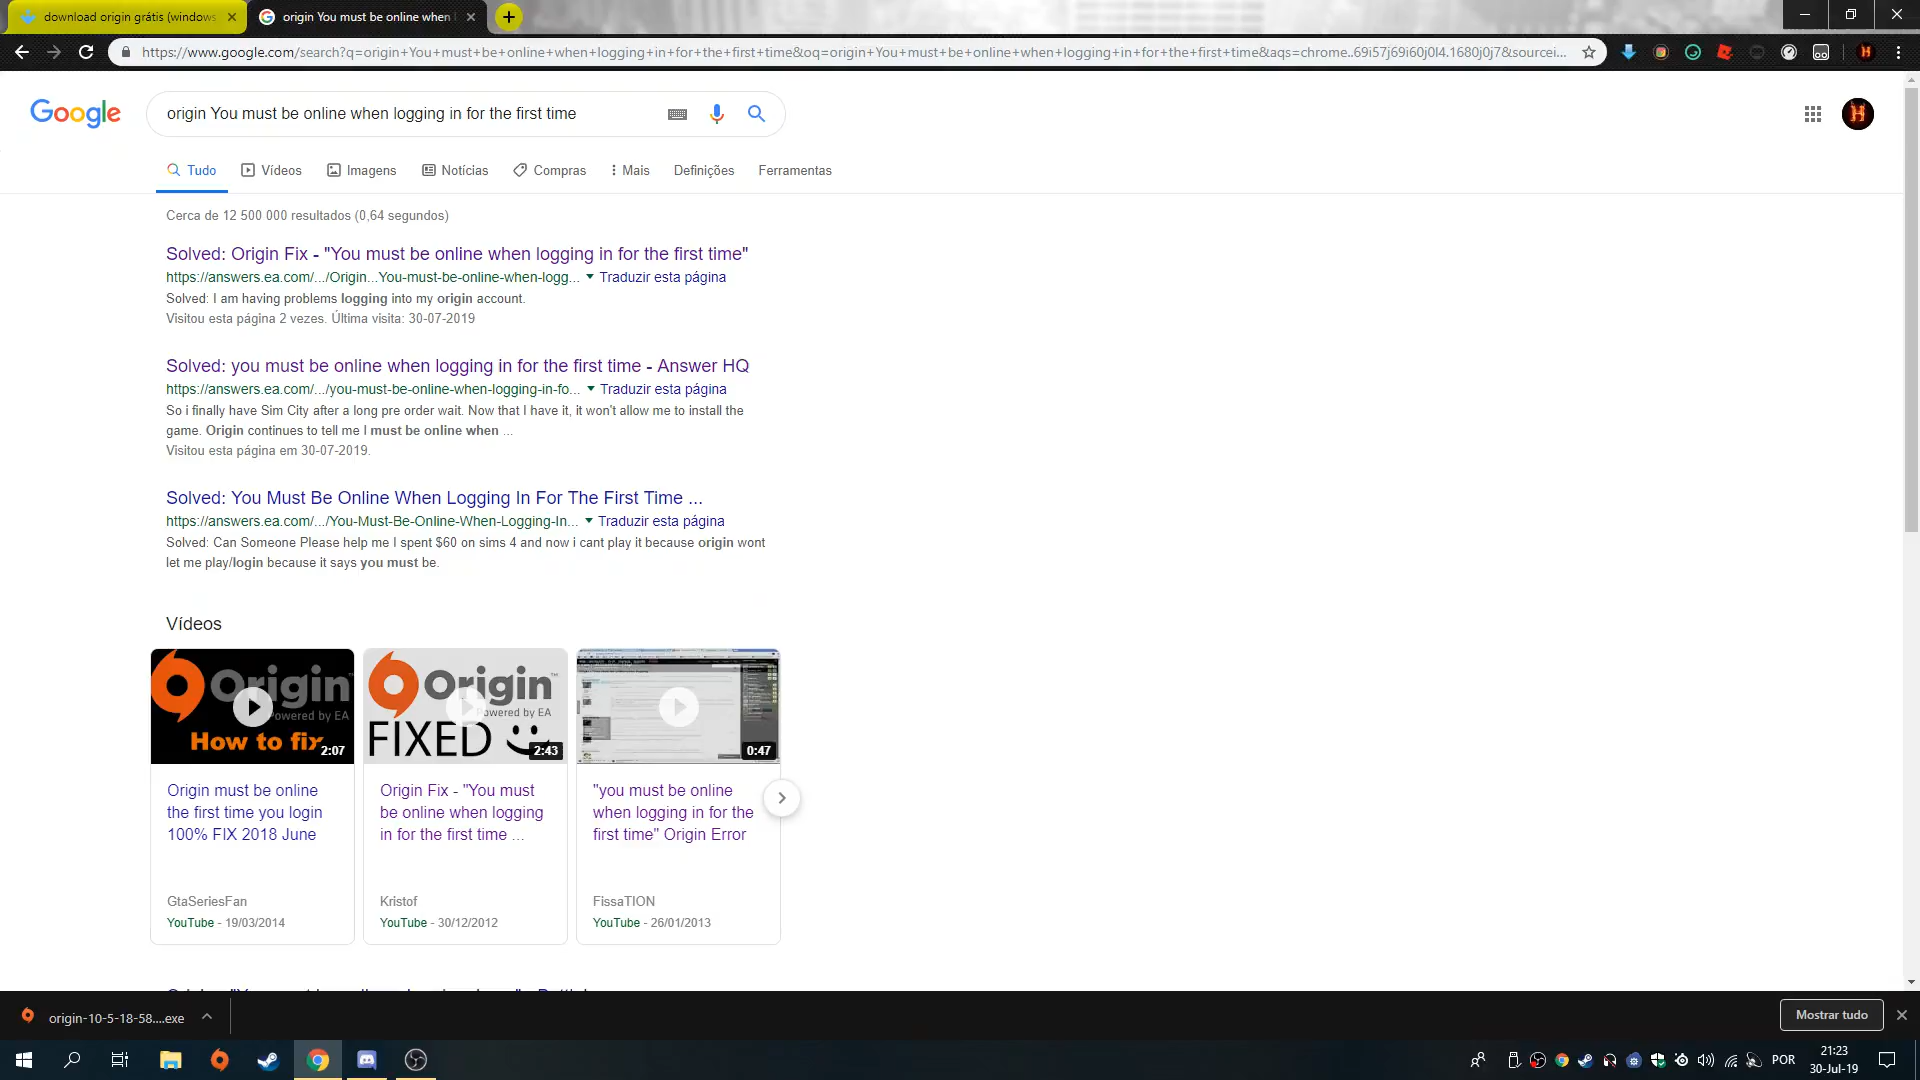 download origin grátis (windows
origin You must be online when
https://www.google.com/search?q=origin+You+must+be+online+when+logging+in+for+the+first+time&oq=origin+You+must+be+online+when+logging+in+for+the+first+time&aqs=chrome..69i57j69i60j0l4.1680j0j7&sourcei...
Google
origin You must be online when logging in for the first time
Tudo
Vídeos
Imagens
Notícias
Compras
Mais
Definições
Ferramentas
Cerca de 12 500 000 resultados (0,64 segundos)
Solved: Origin Fix - "You must be online when logging in for the first time"
https://answers.ea.com/.../Origin...You-must-be-online-when-logg... Traduzir esta página
Solved: I am having problems logging into my origin account.
Visitou esta página 2 vezes. Última visita: 30-07-2019
Solved: you must be online when logging in for the first time - Answer HQ
https://answers.ea.com/.../you-must-be-online-when-logging-in-fo... Traduzir esta página
So i finally have Sim City after a long pre order wait. Now that I have it, it won't allow me to install the
game. Origin continues to tell me I must be online when ...
Visitou esta página em 30-07-2019.
Solved: You Must Be Online When Logging In For The First Time ...
https://answers.ea.com/.../You-Must-Be-Online-When-Logging-In... Traduzir esta página
Solved: Can Someone Please help me I spent $60 on sims 4 and now i cant play it because origin wont
let me play/login because it says you must be.
Vídeos
Origin
Powered by EA
How to fix
2:07
Origin must be online
the first time you login
100% FIX 2018 June
GtaSeriesFan
YouTube - 19/03/2014
Origin™
Powered by EA
FIXED
2:43
Origin Fix - "You must
be online when logging
in for the first time ...
Kristof
YouTube - 30/12/2012
0:47
"you must be online
when logging in for the
first time" Origin Error
FissaTION
YouTube - 26/01/2013
origin-10-5-18-58....exe
Mostrar tudo
POR
21:23
30-Jul-19